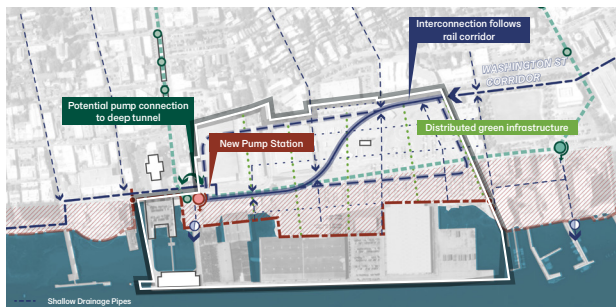 Interconnection follows
rail corridor
WASHINGTON ST
CORRIDOR
Potential pump connection
to deep tunnel
Distributed green infrastructure
New Pump Station
Shallow Drainage Pipes